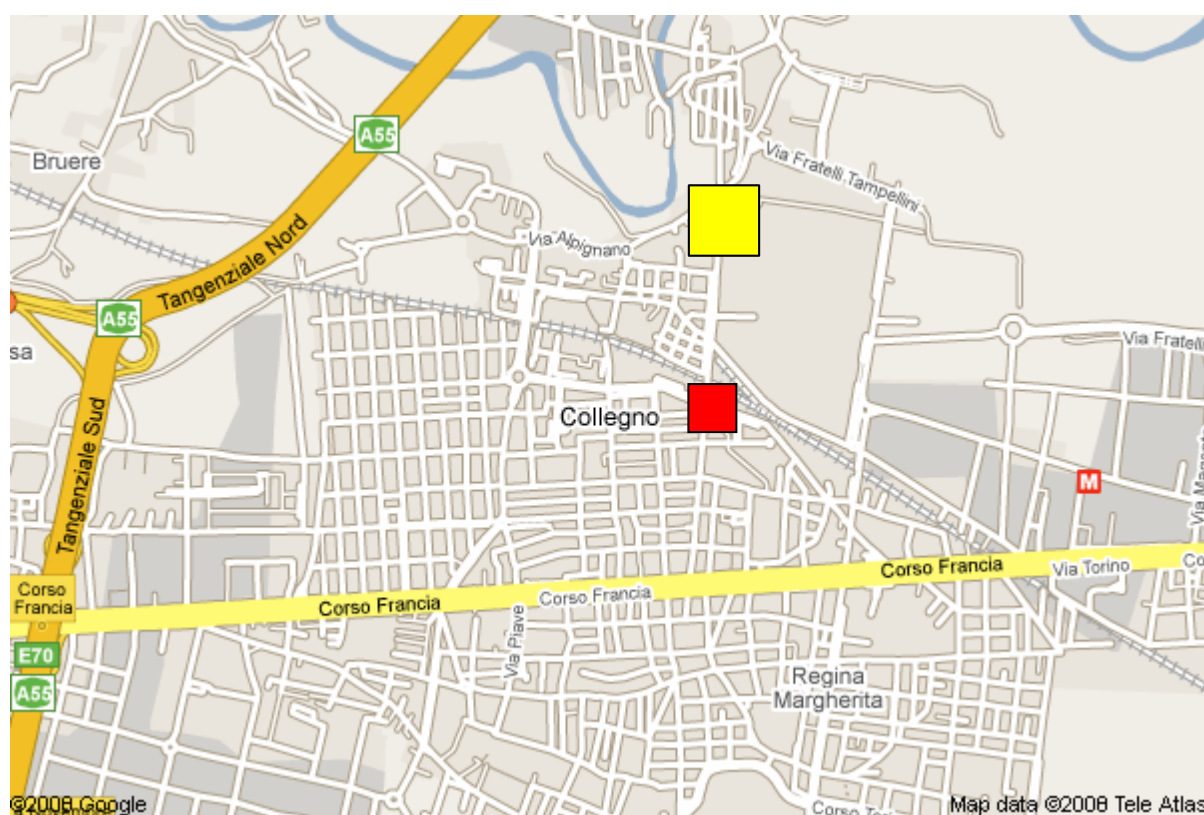 A55
Bruere
Via Fratelli Tampellini
Via Alpignano
Tangenziale Nord
A55
sa
Via Fratelli
Collegno
M
Tangenziale Sud
Corso Francia
Via Torino
Corso
Francia
Corso Francia
Corso Francia
Via Piave
E70
A55
Regina
Margherita
©2008 Google
Map data ©2008 Tele Atlas